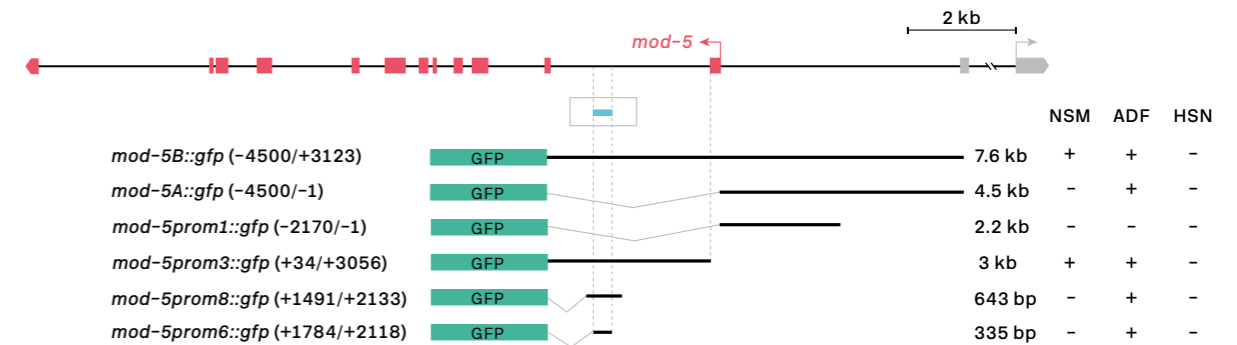 2 kb
mod-5
NSM ADF HSN
mod-5B::gfp (−4500/+3123) GFP 7.6 kb + + −
mod-5A::gfp (−4500/−1) GFP 4.5 kb − + −
mod-5prom1::gfp (−2170/−1) GFP 2.2 kb − − −
mod-5prom3::gfp (+34/+3056) GFP 3 kb + + −
mod-5prom8::gfp (+1491/+2133) GFP 643 bp − + −
mod-5prom6::gfp (+1784/+2118) GFP 335 bp − + −